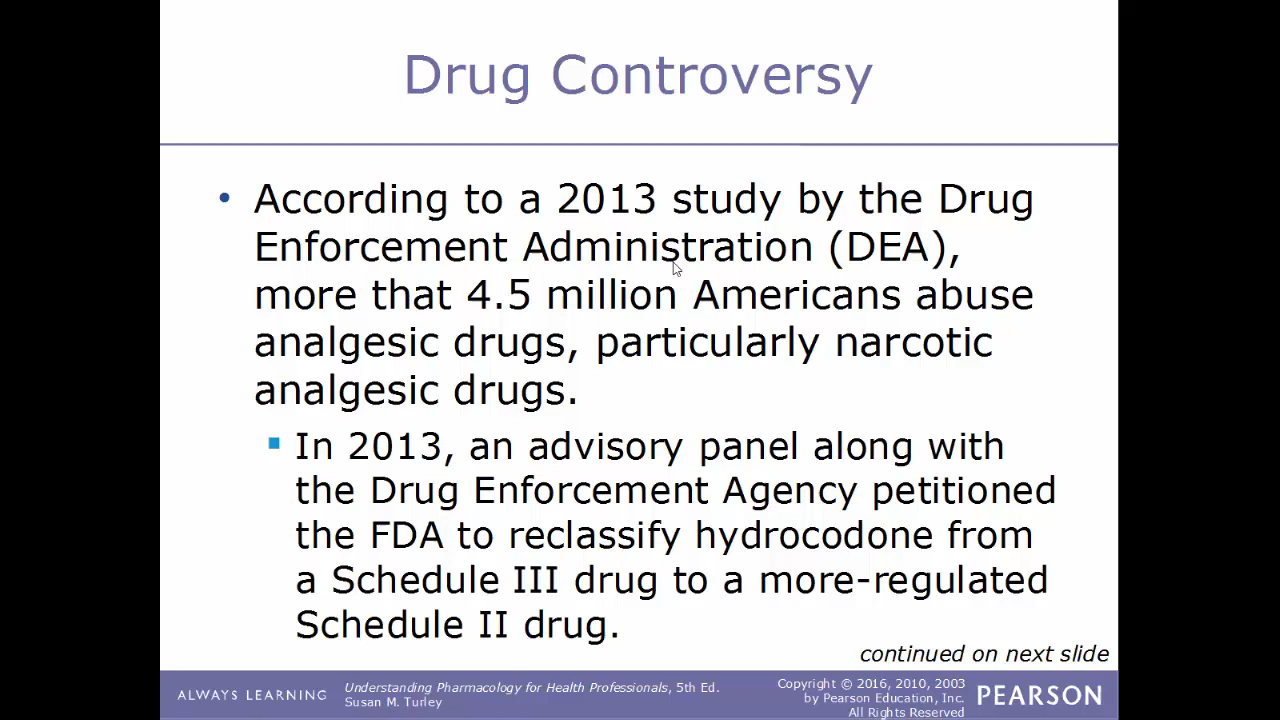 Drug Controversy
• According to a 2013 study by the Drug
Enforcement Administration (DEA),
more that 4.5 million Americans abuse
analgesic drugs, particularly narcotic
analgesic drugs.
▪ In 2013, an advisory panel along with
the Drug Enforcement Agency petitioned
the FDA to reclassify hydrocodone from
a Schedule III drug to a more-regulated
Schedule II drug.
continued on next slide
ALWAYS LEARNING
Understanding Pharmacology for Health Professionals, 5th Ed.
Susan M. Turley
Copyright © 2016, 2010, 2003
by Pearson Education, Inc.
All Rights Reserved
PEARSON